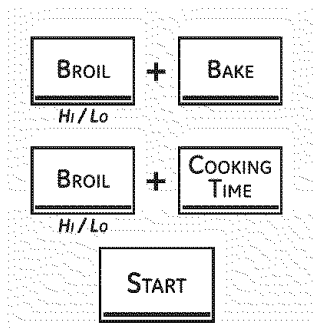 BROIL + BAKE
HI / LO
BROIL + COOKING TIME
HI / LO
START